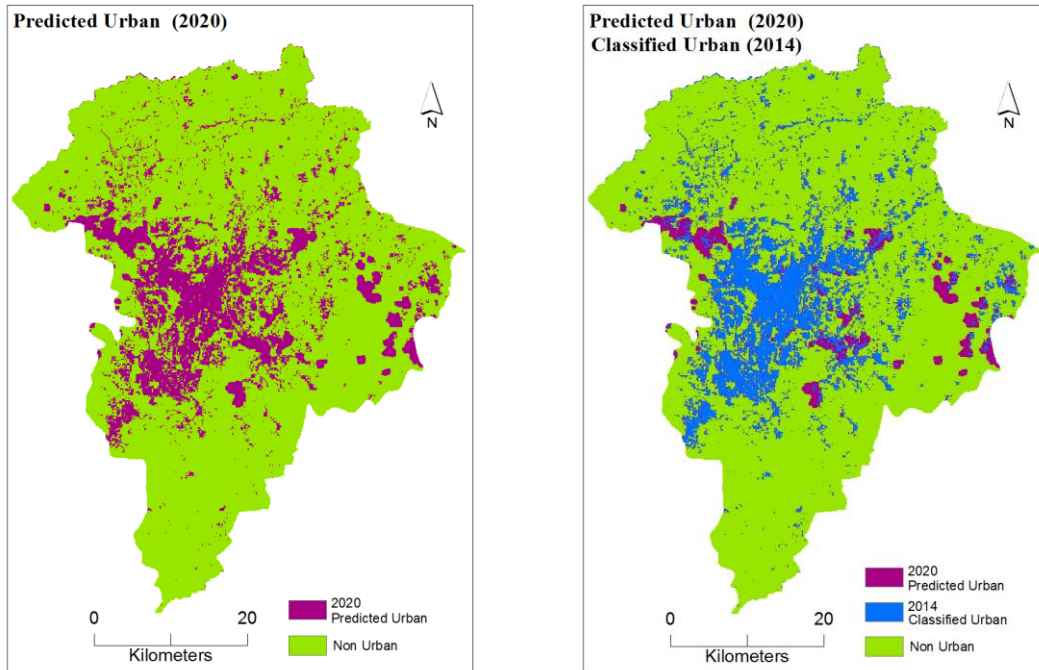 Predicted Urban (2020)
N
2020
Predicted Urban
Non Urban
0 20
Kilometers
Predicted Urban (2020)
Classified Urban (2014)
N
2020
Predicted Urban
2014
Classified Urban
Non Urban
0 20
Kilometers